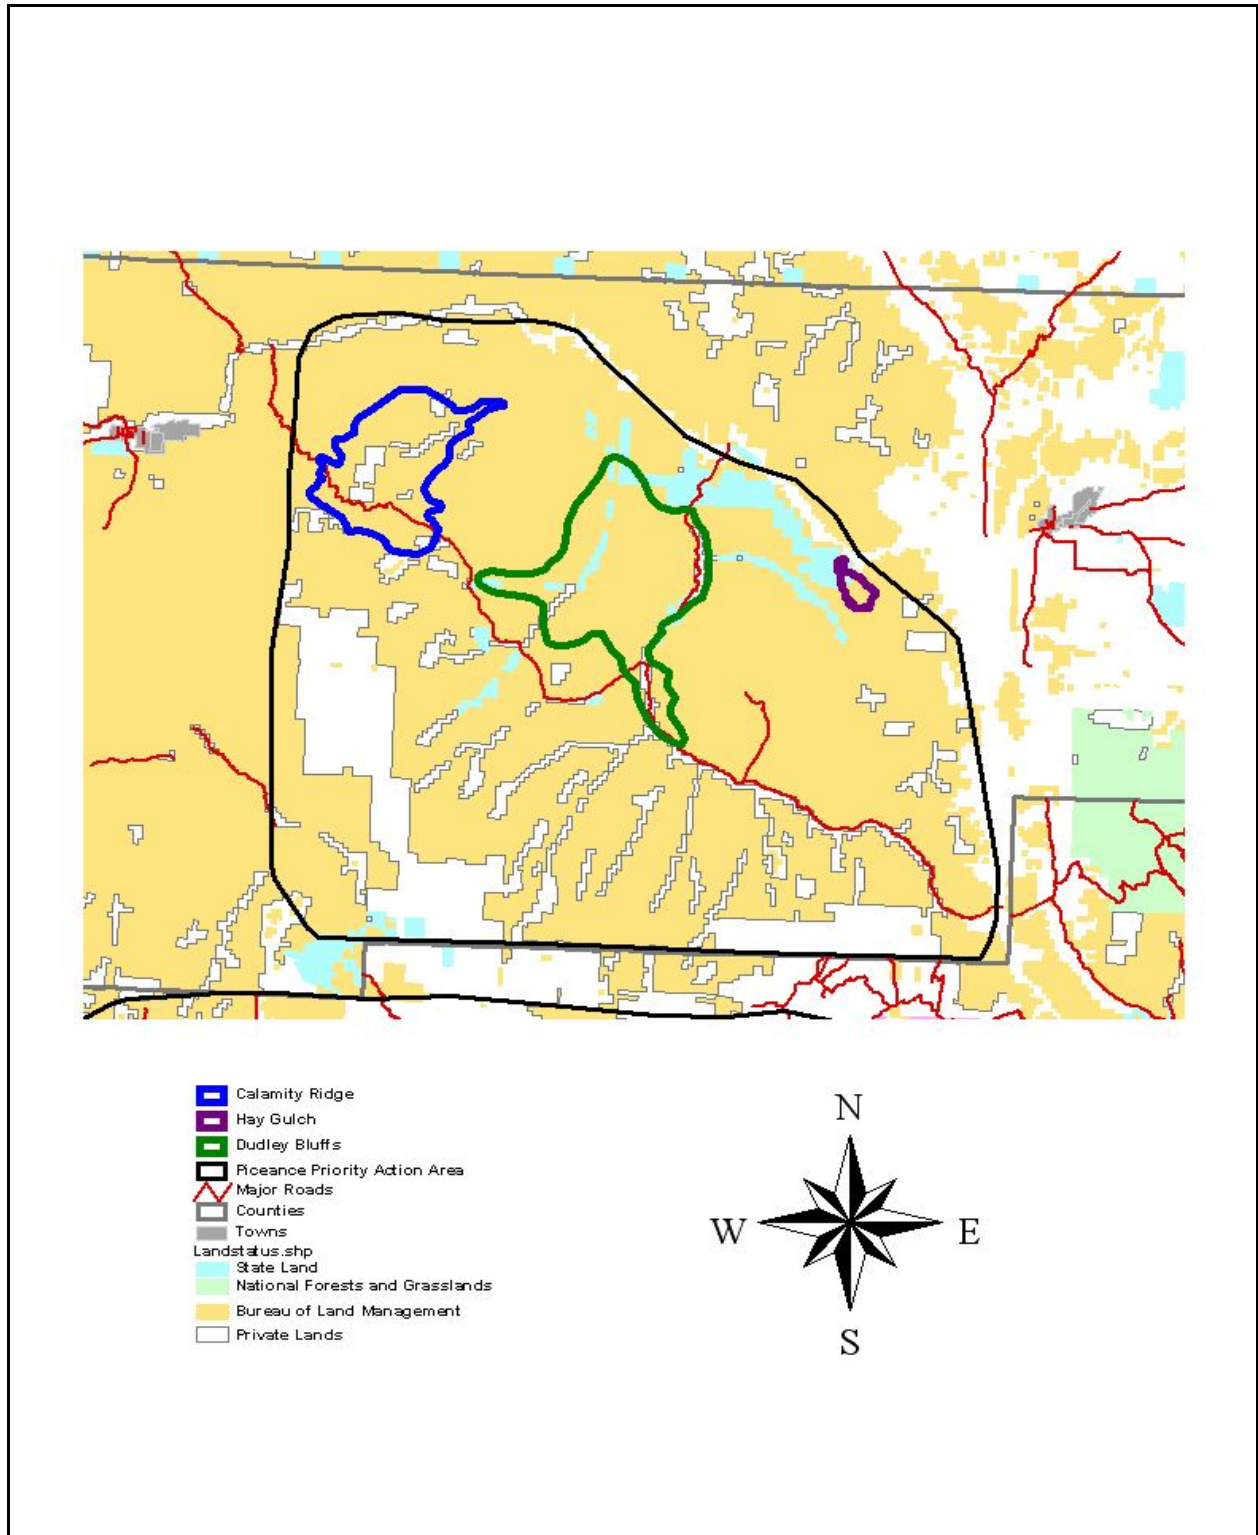 Calamity Ridge
Hay Gulch
Dudley Bluffs
Piceance Priority Action Area
Major Roads
Counties
Towns
Landstatus.shp
State Land
National Forests and Grasslands
Bureau of Land Management
Private Lands
N
W E
S